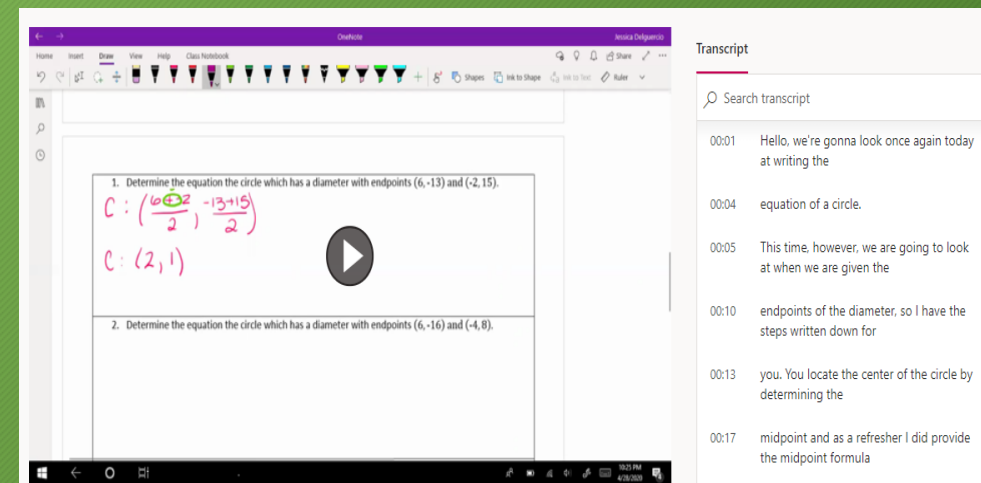 OneNote
Jessica Delguercio
Home Insert Draw View Help Class Notebook
Share
Shapes Ink to Shape Ink to Text Ruler
1. Determine the equation the circle which has a diameter with endpoints (6,-13) and (-2, 15).
C : (6+-2/2, -13+15/2)
C : (2,1)
2. Determine the equation the circle which has a diameter with endpoints (6,-16) and (-4, 8).
10:25 PM
4/28/2020
Transcript
Search transcript
00:01 Hello, we're gonna look once again today
at writing the
00:04 equation of a circle.
00:05 This time, however, we are going to look
at when we are given the
00:10 endpoints of the diameter, so I have the
steps written down for
00:13 you. You locate the center of the circle by
determining the
00:17 midpoint and as a refresher I did provide
the midpoint formula